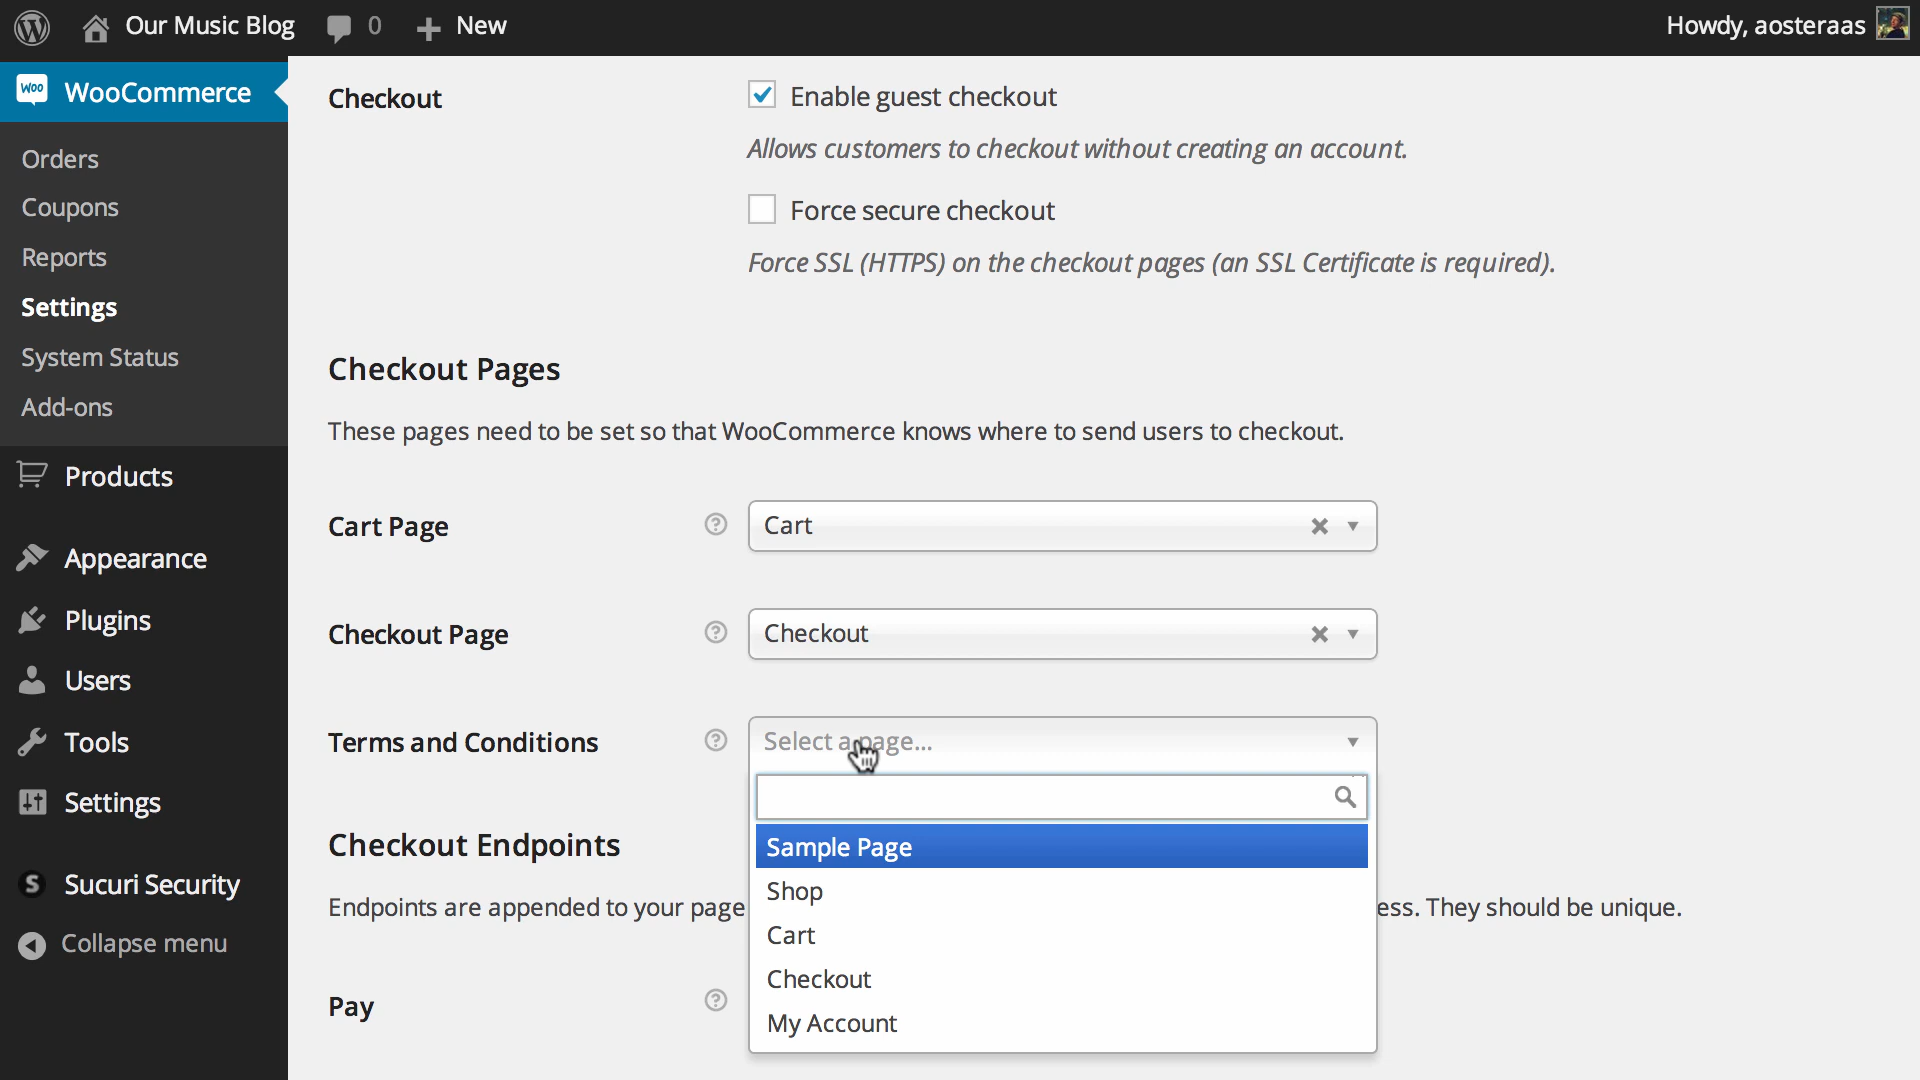 Our Music Blog 0 New Howdy, aosteraas
WOO WooCommerce
Orders
Coupons
Reports
Settings
System Status
Add-ons
Products
Appearance
Plugins
Users
Tools
Settings
S Sucuri Security
Collapse menu
Checkout
Enable guest checkout
Allows customers to checkout without creating an account.
Force secure checkout
Force SSL (HTTPS) on the checkout pages (an SSL Certificate is required).
Checkout Pages
These pages need to be set so that WooCommerce knows where to send users to checkout.
Cart Page ? Cart
Checkout Page ? Checkout
Terms and Conditions ? Select a page...
Sample Page
Shop
Cart
Checkout
My Account
Checkout Endpoints
Endpoints are appended to your page ess. They should be unique.
Pay ?